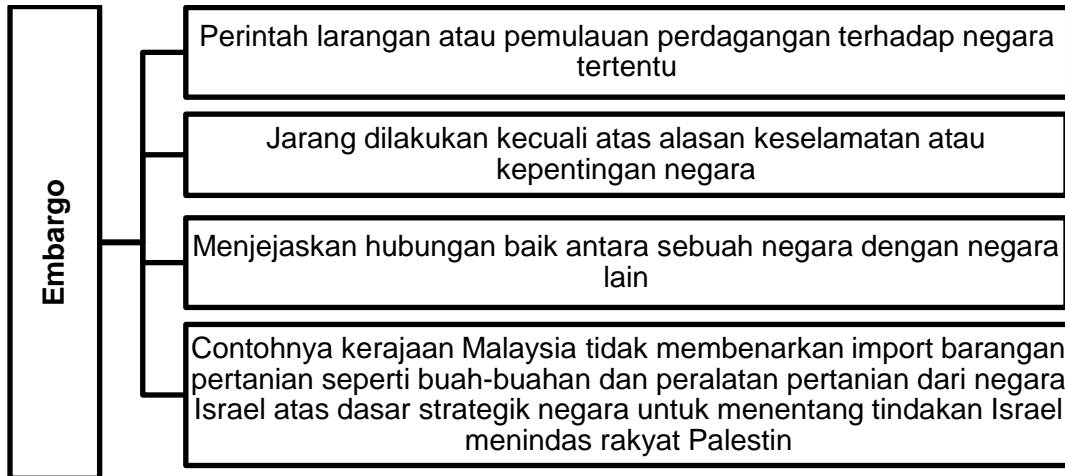 Embargo
Perintah larangan atau pemulauan perdagangan terhadap negara
tertentu
Jarang dilakukan kecuali atas alasan keselamatan atau
kepentingan negara
Menjejaskan hubungan baik antara sebuah negara dengan negara
lain
Contohnya kerajaan Malaysia tidak membenarkan import barangan
pertanian seperti buah-buahan dan peralatan pertanian dari negara
Israel atas dasar strategik negara untuk menentang tindakan Israel
menindas rakyat Palestin